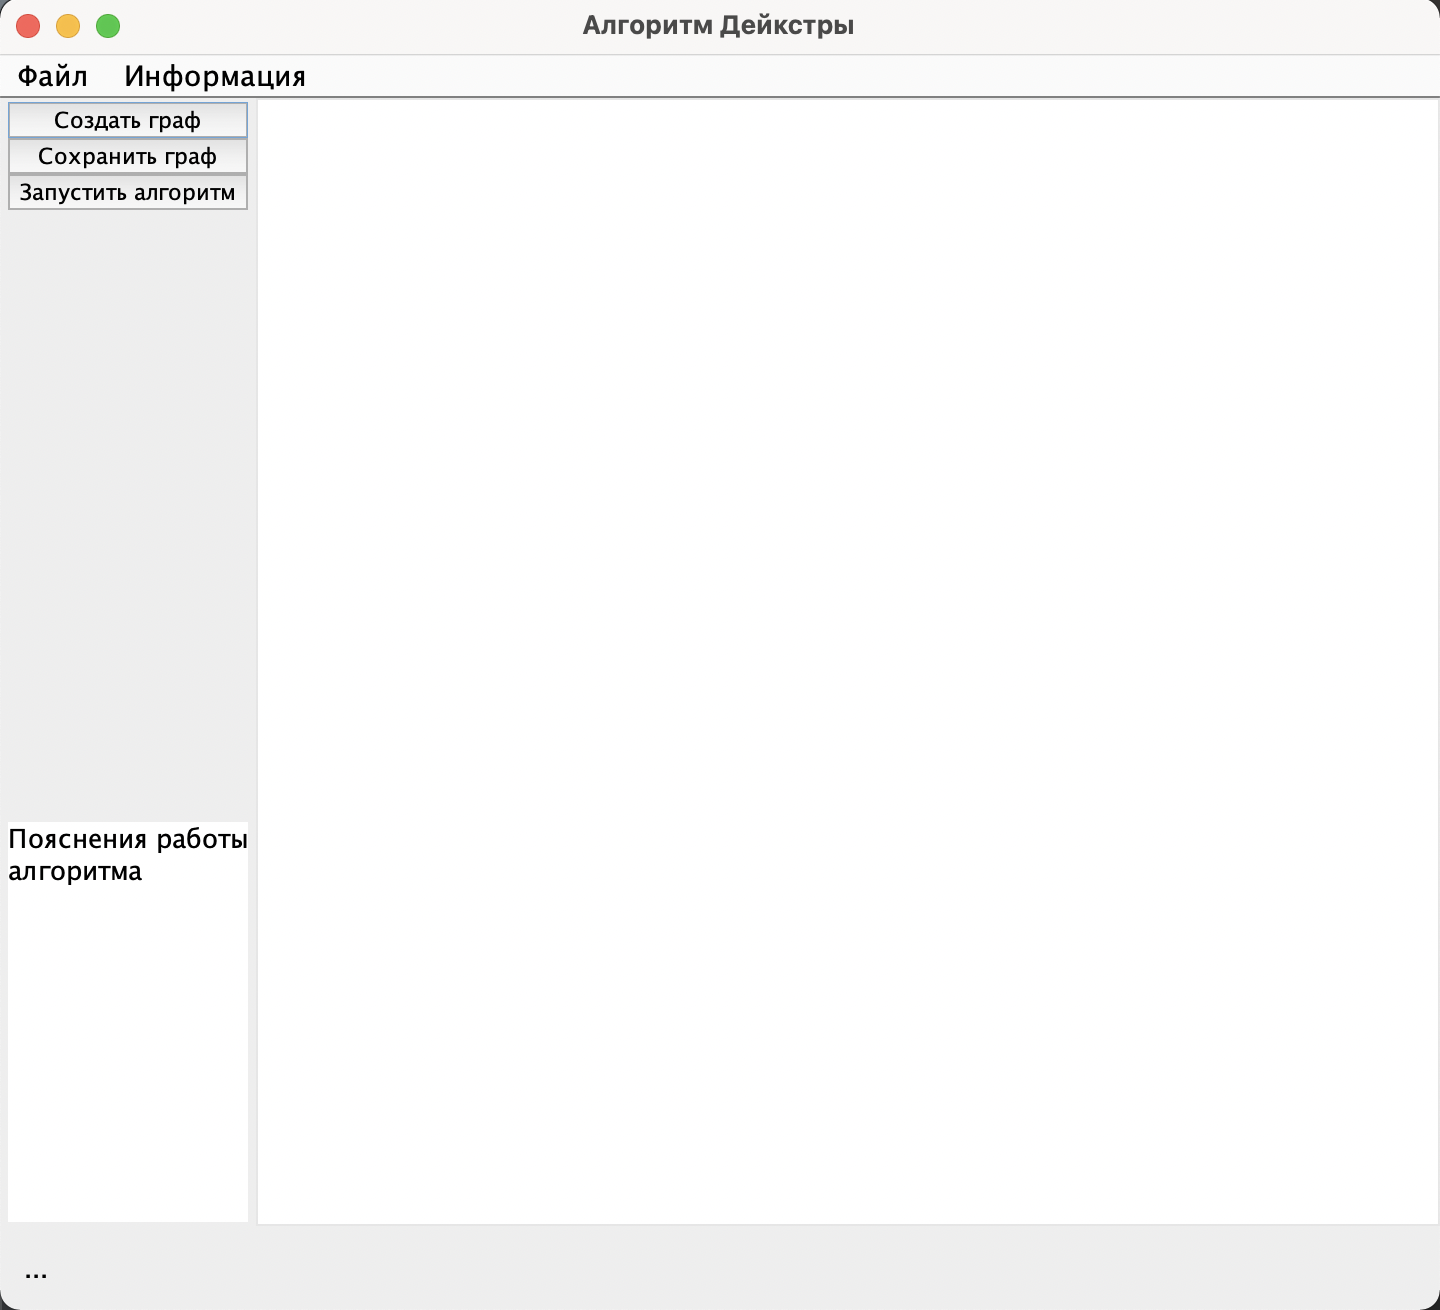 Алгоритм Дейкстры
Файл Информация
Создать граф
Сохранить граф
Запустить алгоритм
Пояснения работы
алгоритма
...